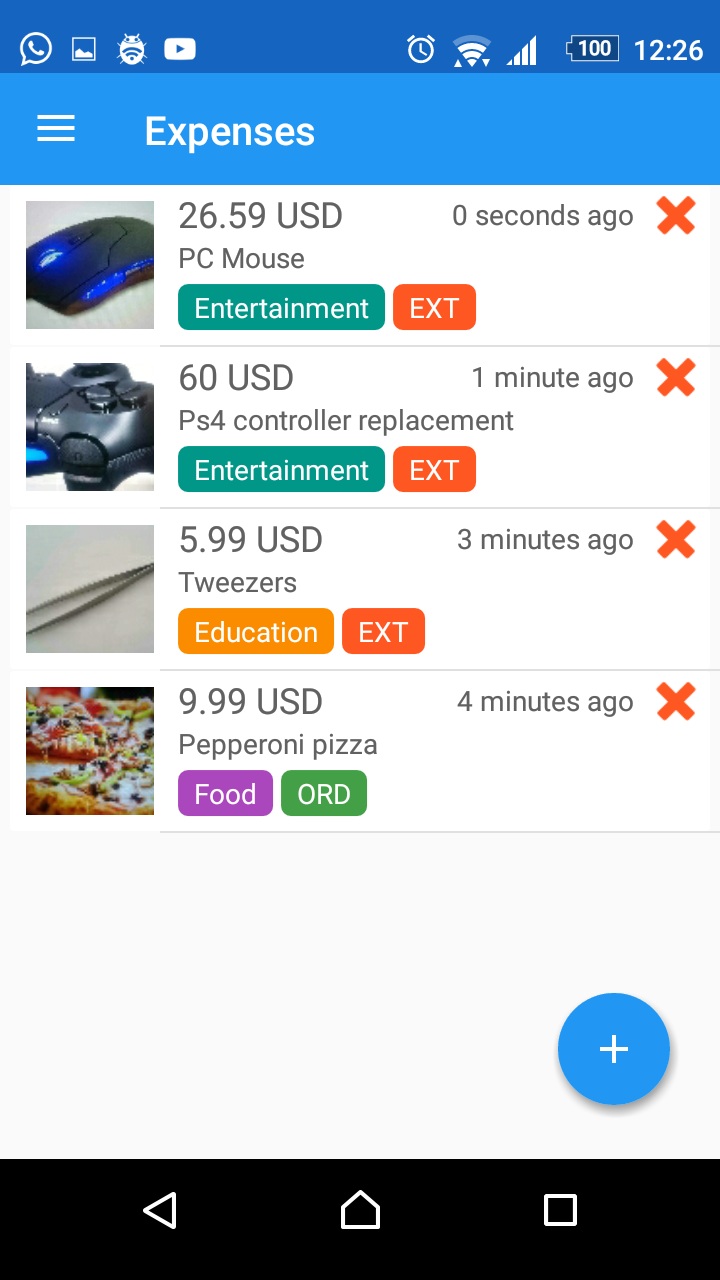 100 12:26
Expenses
26.59 USD 0 seconds ago
PC Mouse
Entertainment EXT
60 USD 1 minute ago
Ps4 controller replacement
Entertainment EXT
5.99 USD 3 minutes ago
Tweezers
Education EXT
9.99 USD 4 minutes ago
Pepperoni pizza
Food ORD